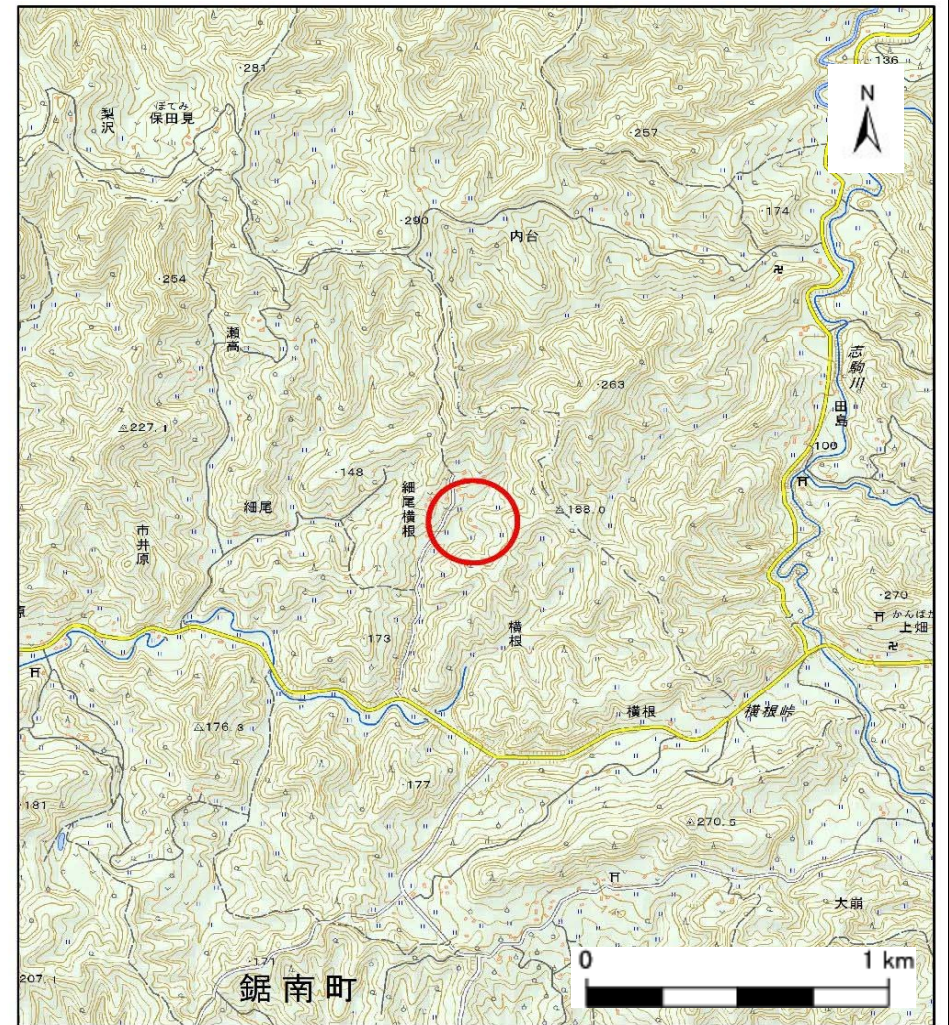 ・281
・136
N
ほてみ
保田見
梨沢
・257
・174
・290
内台
・254
瀬高
志駒川
・263
田島
△227.1
100
・148
細尾横根
細尾
△188.0
市井原
・270
かんばた
上畑
横根
・173
横根
横根峠
△176.3
・177
・181
△270.5
大崩
・171
207.1
鋸南町
0
1 km